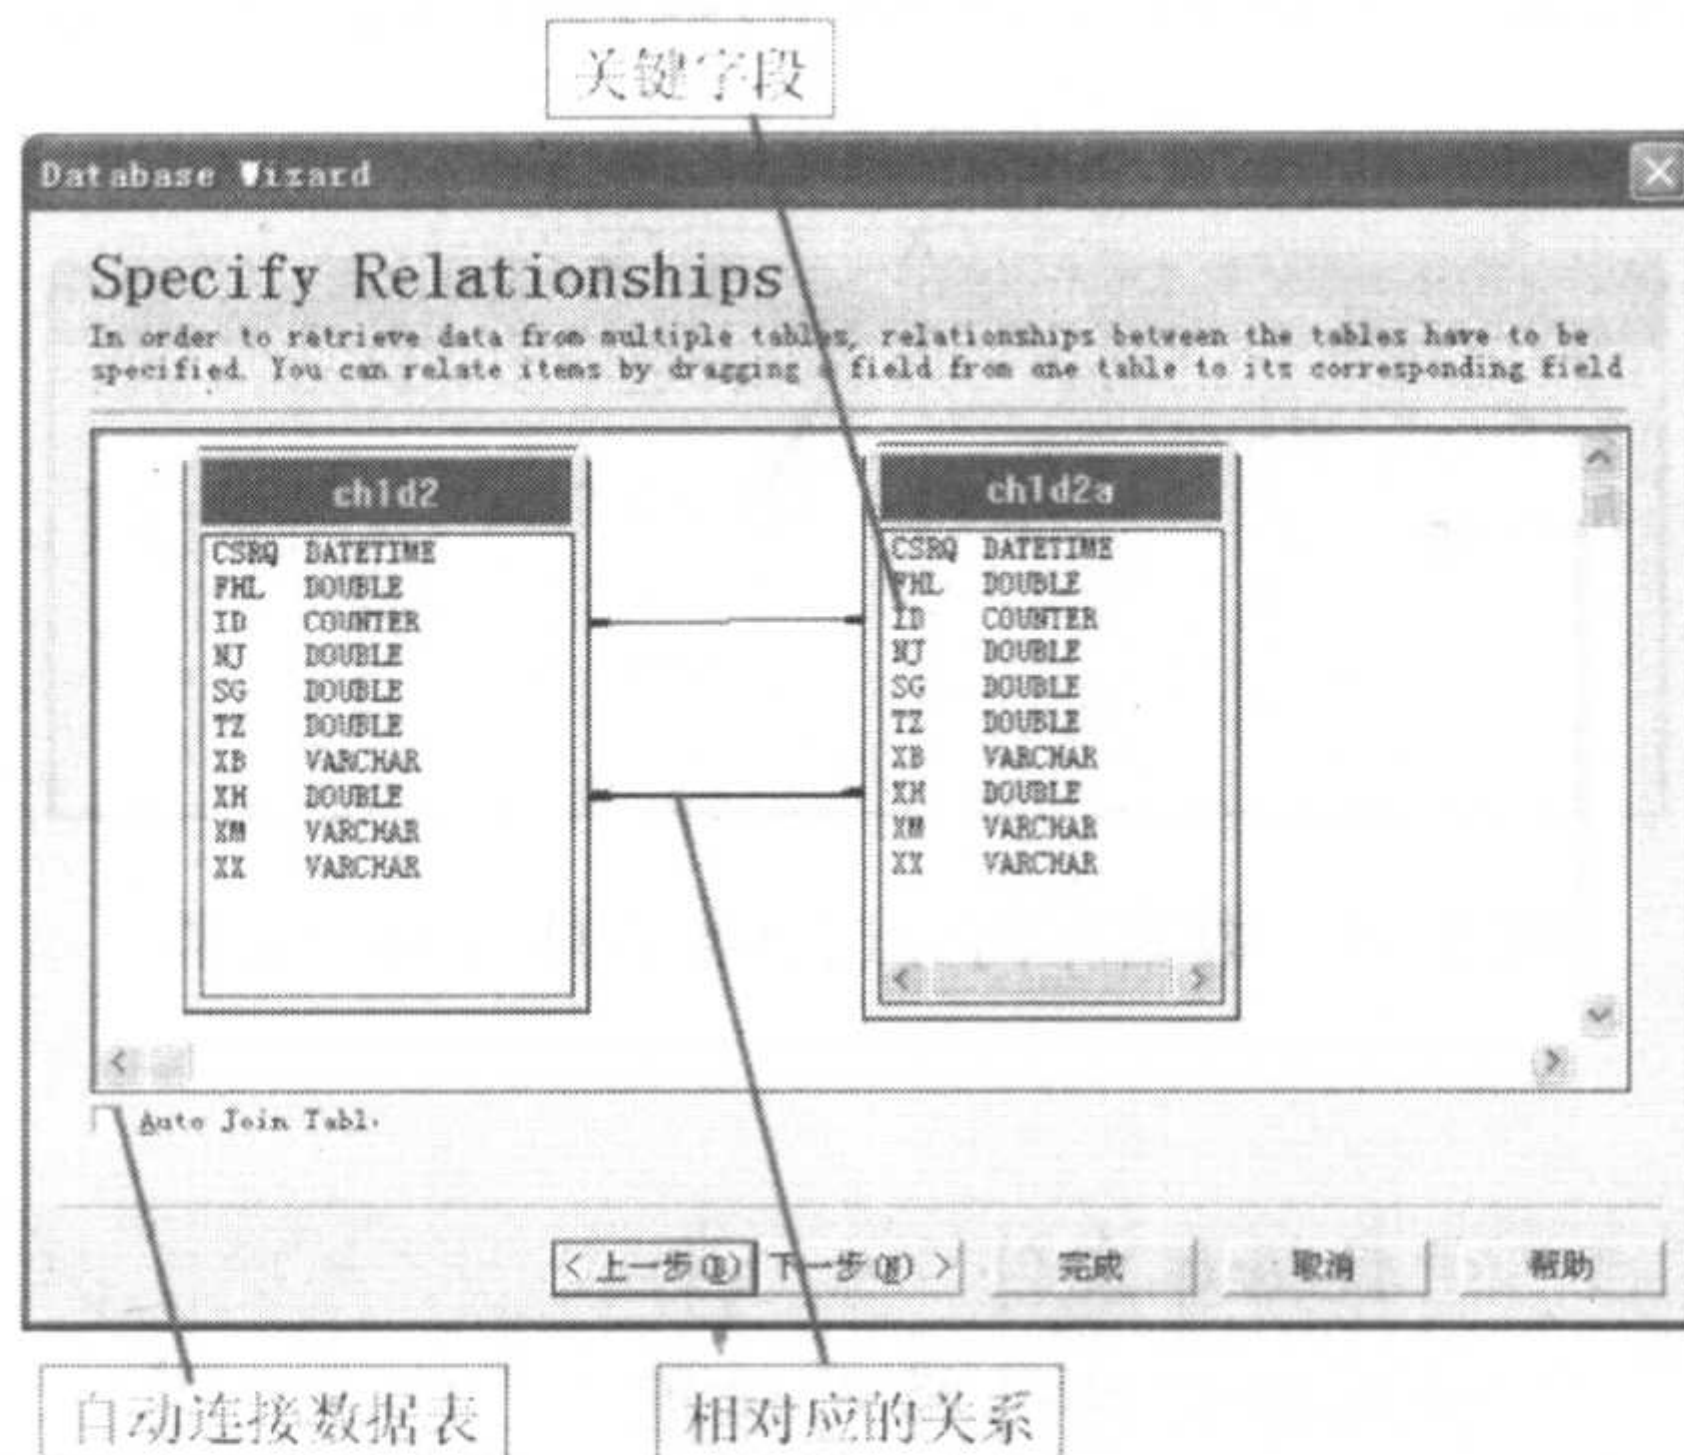 关键字段
Database Wizard
Specify Relationships
In order to retrieve data from multiple tables, relationships between the tables have to be
specified. You can relate items by dragging a field from one table to its corresponding field
ch1d2
CSRQ DATETIME
FHL DOUBLE
ID COUNTER
NJ DOUBLE
SG DOUBLE
TZ DOUBLE
XB VARCHAR
XH DOUBLE
XM VARCHAR
XX VARCHAR
ch1d2a
CSRQ DATETIME
FHL DOUBLE
ID COUNTER
NJ DOUBLE
SG DOUBLE
TZ DOUBLE
XB VARCHAR
XH DOUBLE
XM VARCHAR
XX VARCHAR
Auto Join Tabl
< 上一步(B) 下一步(N) > 完成 取消 帮助
自动连接数据表
相对应的关系